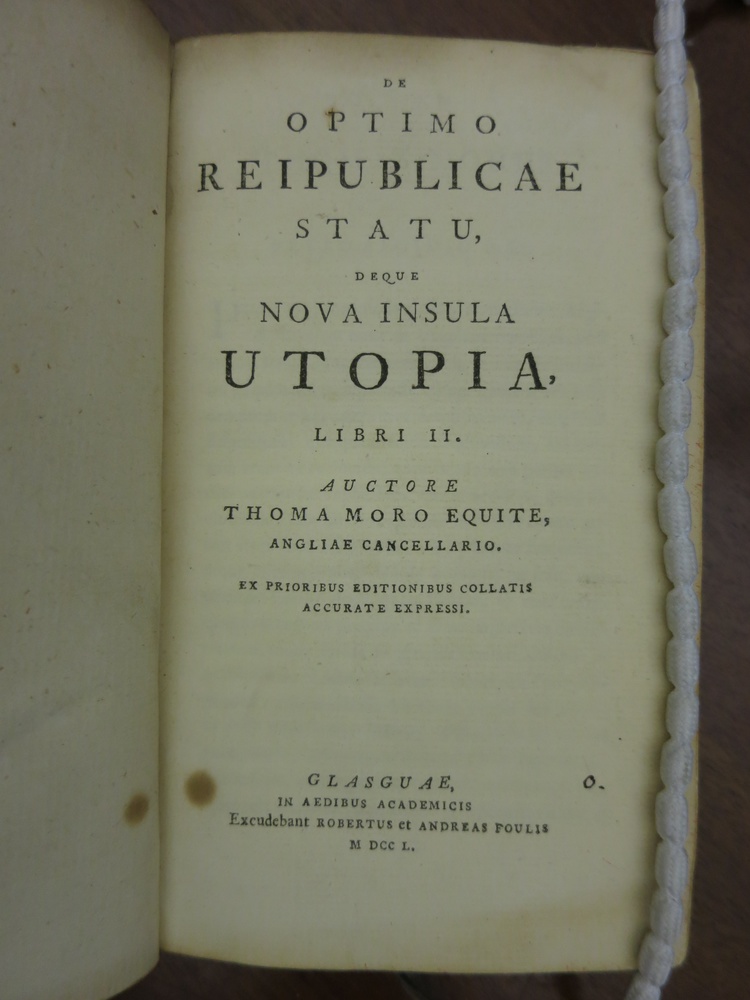 DE
OPTIMO
REIPUBLICAE
STATU,
DEQUE
NOVA INSULA
UTOPIA,
LIBRI II.
AUCTORE
THOMA MORO EQUITE,
ANGLIAE CANCELLARIO.
EX PRIORIBUS EDITIONIBUS COLLATIS
ACCURATE EXPRESSI.
GLASGUAE,
O.
IN AEDIBUS ACADEMICIS
Excudebant ROBERTUS et ANDREAS FOULIS
M DCC L.